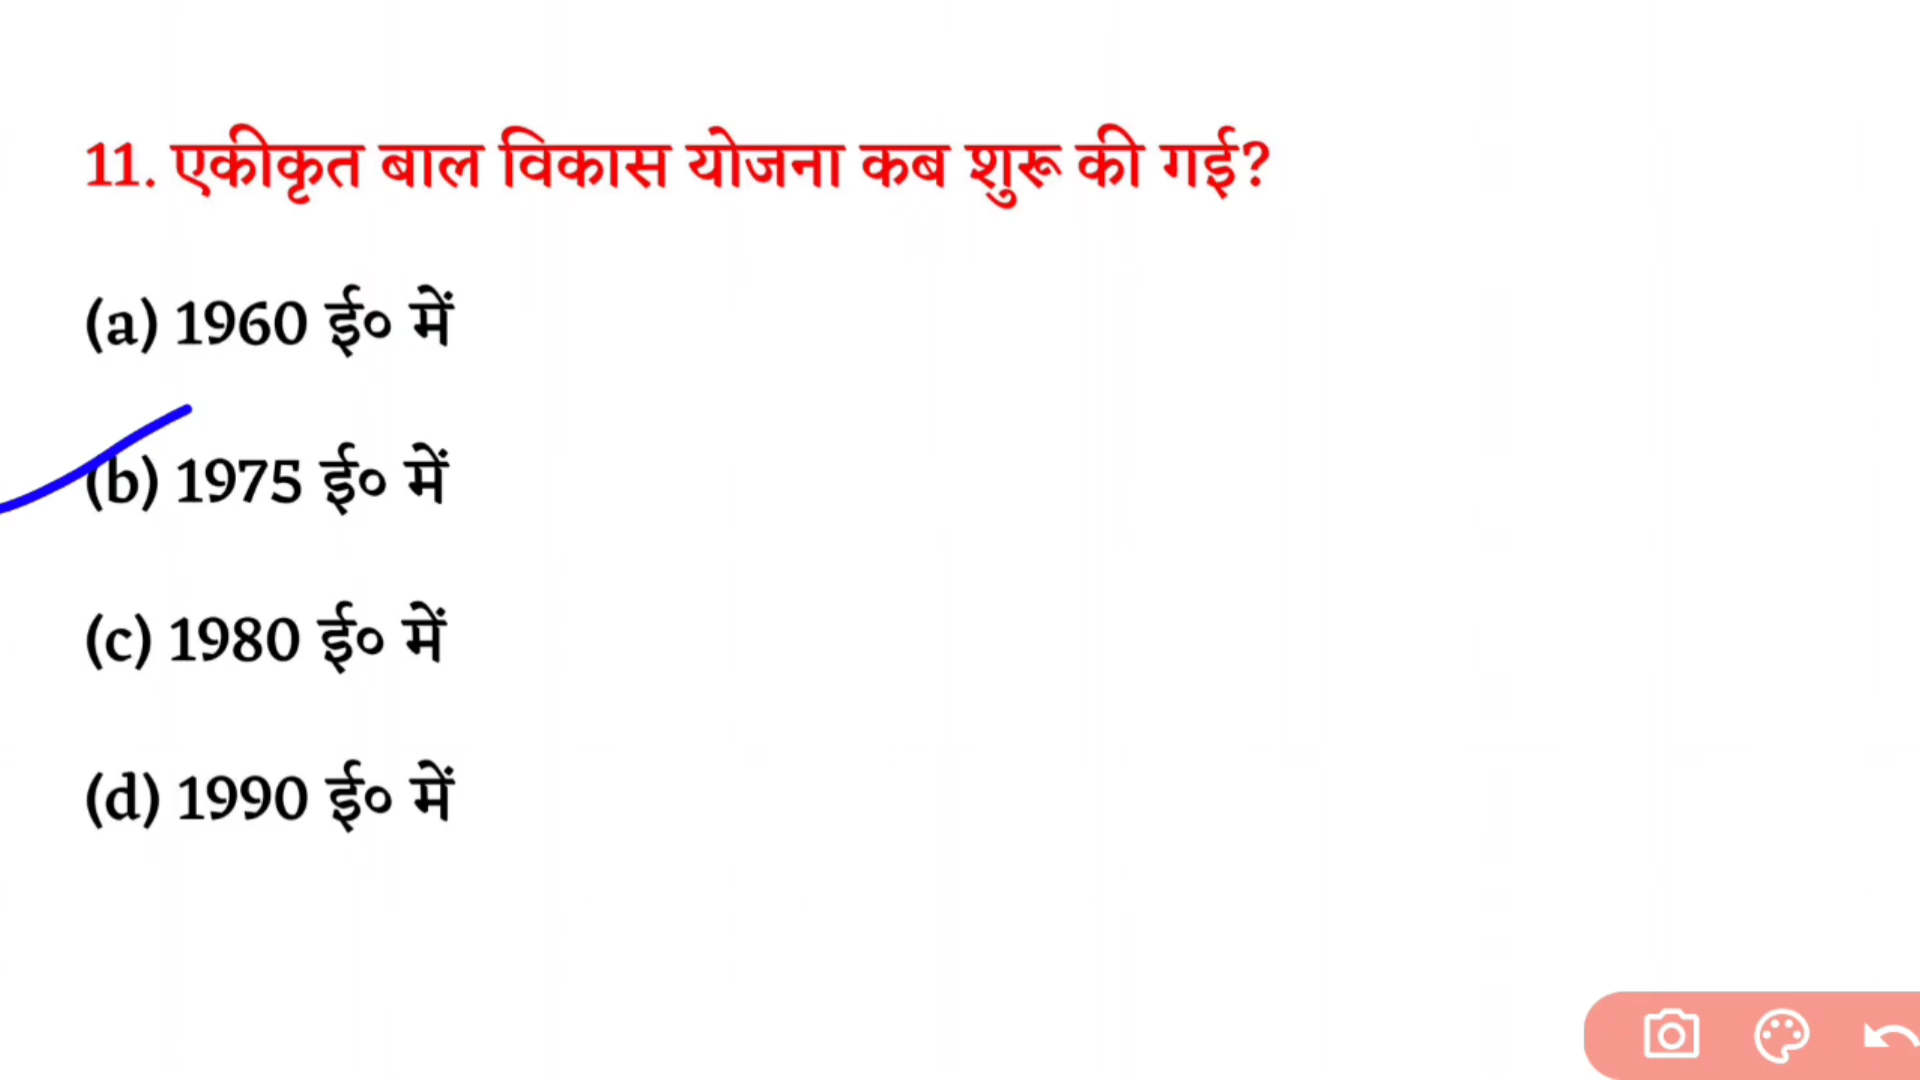 11. एकीकृत बाल विकास योजना कब शुरू की गई?
(a) 1960 ई० में
(b) 1975 ई० में
(c) 1980 ई० में
(d) 1990 ई० में